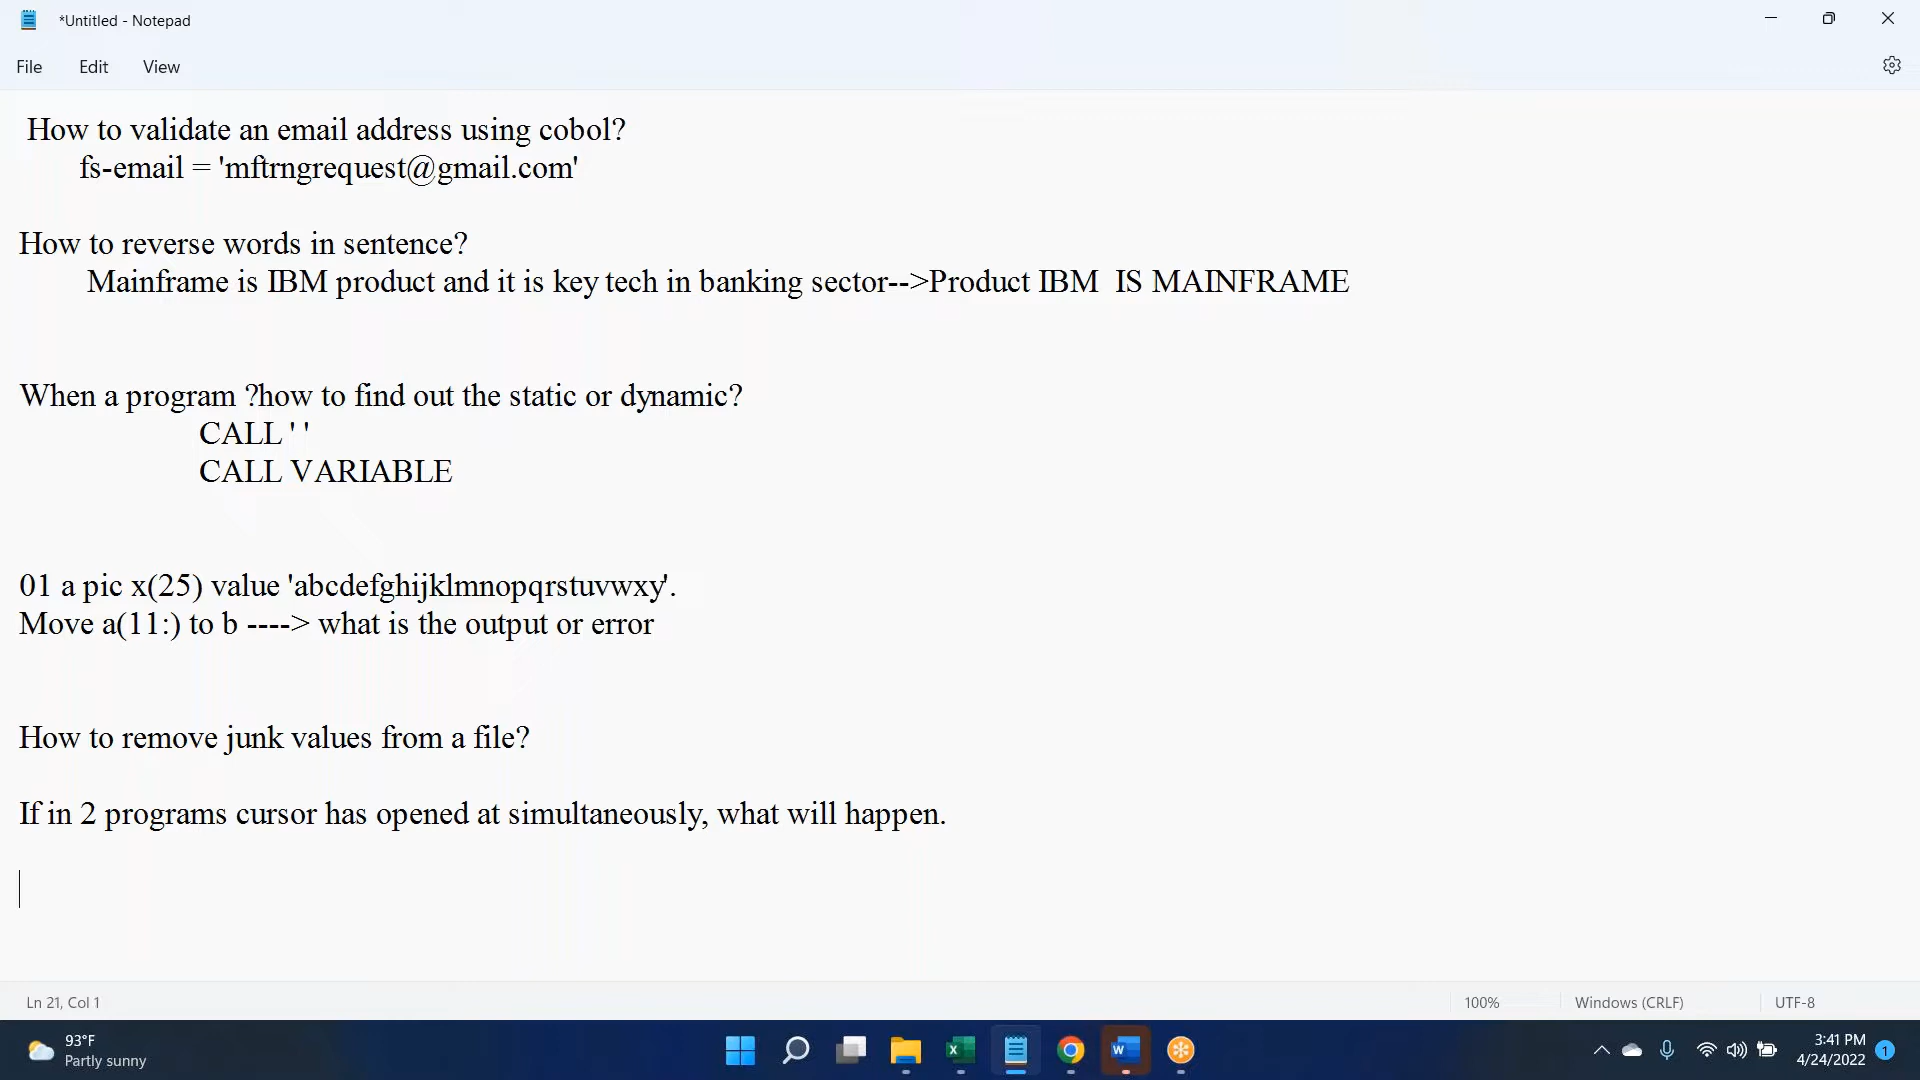 *Untitled - Notepad
File Edit View
How to validate an email address using cobol?
fs-email = 'mftrngrequest@gmail.com'
How to reverse words in sentence?
Mainframe is IBM product and it is key tech in banking sector-->Product IBM  IS MAINFRAME
When a program ?how to find out the static or dynamic?
CALL ' '
CALL VARIABLE
01 a pic x(25) value 'abcdefghijklmnopqrstuvwxy'.
Move a(11:) to b ----> what is the output or error
How to remove junk values from a file?
If in 2 programs cursor has opened at simultaneously, what will happen.
Ln 21, Col 1 100% Windows (CRLF) UTF-8
93°F
Partly sunny
W
3:41 PM
4/24/2022 1